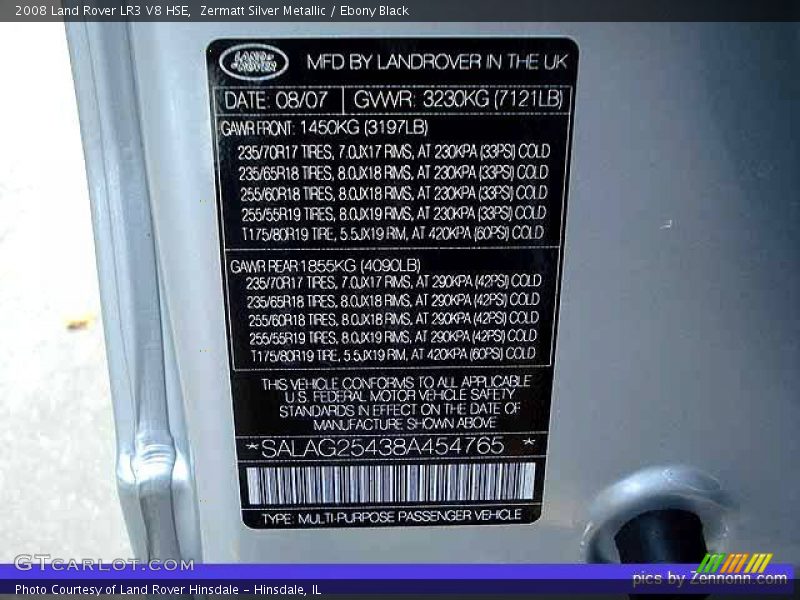 2008 Land Rover LR3 V8 HSE,  Zermatt Silver Metallic / Ebony Black
LAND ROVER
MFD BY LANDROVER IN THE UK
DATE: 08/07 GVWR: 3230KG (7121LB)
GAWR FRONT: 1450KG (3197LB)
235/70R17 TIRES, 7.0JX17 RIMS, AT 230KPA (33PSI) COLD
235/65R18 TIRES, 8.0JX18 RIMS, AT 230KPA (33PSI) COLD
255/60R18 TIRES, 8.0JX18 RIMS, AT 230KPA (33PSI) COLD
255/55R19 TIRES, 8.0JX19 RIMS, AT 230KPA (33PSI) COLD
T175/80R19 TIRE, 5.5JX19 RIM, AT 420KPA (60PSI) COLD
GAWR REAR 1855KG (4090LB)
235/70R17 TIRES, 7.0JX17 RIMS, AT 290KPA (42PSI) COLD
235/65R18 TIRES, 8.0JX18 RIMS, AT 290KPA (42PSI) COLD
255/60R18 TIRES, 8.0JX18 RIMS, AT 290KPA (42PSI) COLD
255/55R19 TIRES, 8.0JX19 RIMS, AT 290KPA (42PSI) COLD
T175/80R19 TIRE, 5.5JX19 RIM, AT 420KPA (60PSI) COLD
THIS VEHICLE CONFORMS TO ALL APPLICABLE
U.S. FEDERAL MOTOR VEHICLE SAFETY
STANDARDS IN EFFECT ON THE DATE OF
MANUFACTURE SHOWN ABOVE
*SALAG25438A454765 *
TYPE: MULTI-PURPOSE PASSENGER VEHICLE
GTCarLot.com
pics by Zennonn.com
Photo Courtesy of Land Rover Hinsdale - Hinsdale, IL